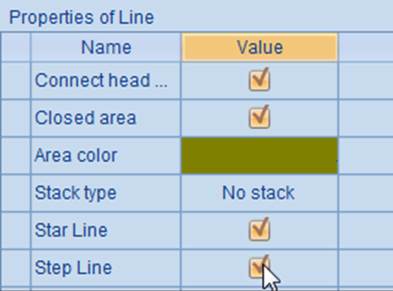 Properties of Line
Name Value
Connect head ...
Closed area
Area color
Stack type No stack
Star Line
Step Line